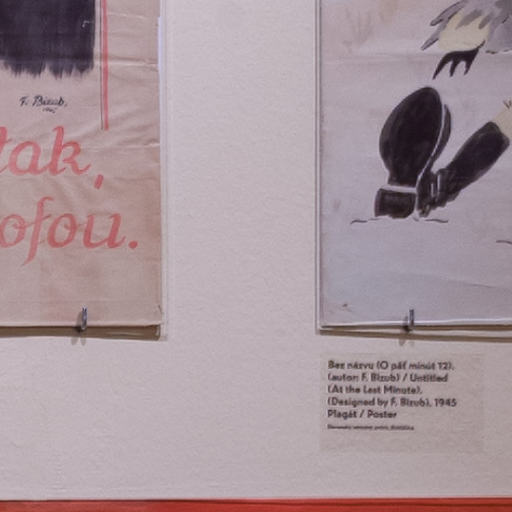 F. Bizub,
tak,
ofou.
Bez názvu (O päť minút 12).
(autor: F. Bizub) / Untitled
(At the Last Minute).
(Designed by F. Bizub). 1945
Plagát / Poster